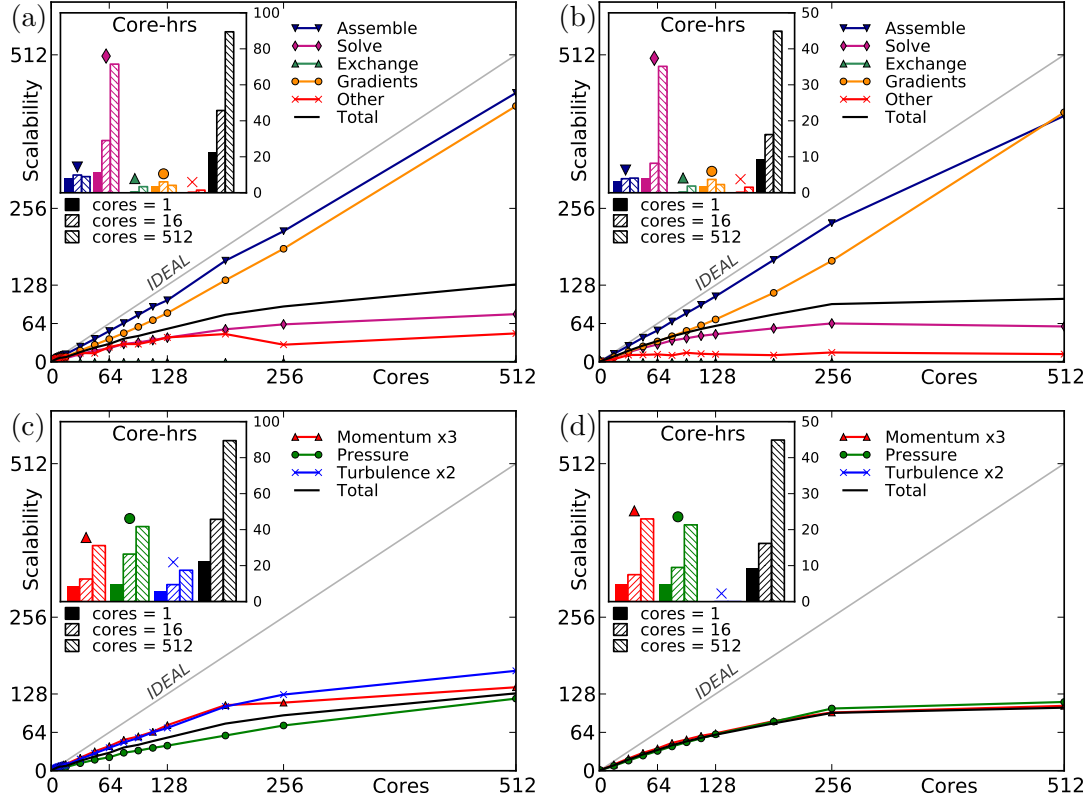 (a)
Core-hrs
100
80
60
40
20
0
cores = 1
cores = 16
cores = 512
Assemble
Solve
Exchange
Gradients
Other
Total
IDEAL
Scalability
512
256
128
64
0
0 64 128 256 Cores 512
(b)
Core-hrs
50
40
30
20
10
0
cores = 1
cores = 16
cores = 512
Assemble
Solve
Exchange
Gradients
Other
Total
IDEAL
Scalability
512
256
128
64
0
0 64 128 256 Cores 512
(c)
Core-hrs
100
80
60
40
20
0
cores = 1
cores = 16
cores = 512
Momentum x3
Pressure
Turbulence x2
Total
IDEAL
Scalability
512
256
128
64
0
0 64 128 256 Cores 512
(d)
Core-hrs
50
40
30
20
10
0
cores = 1
cores = 16
cores = 512
Momentum x3
Pressure
Turbulence x2
Total
IDEAL
Scalability
512
256
128
64
0
0 64 128 256 Cores 512